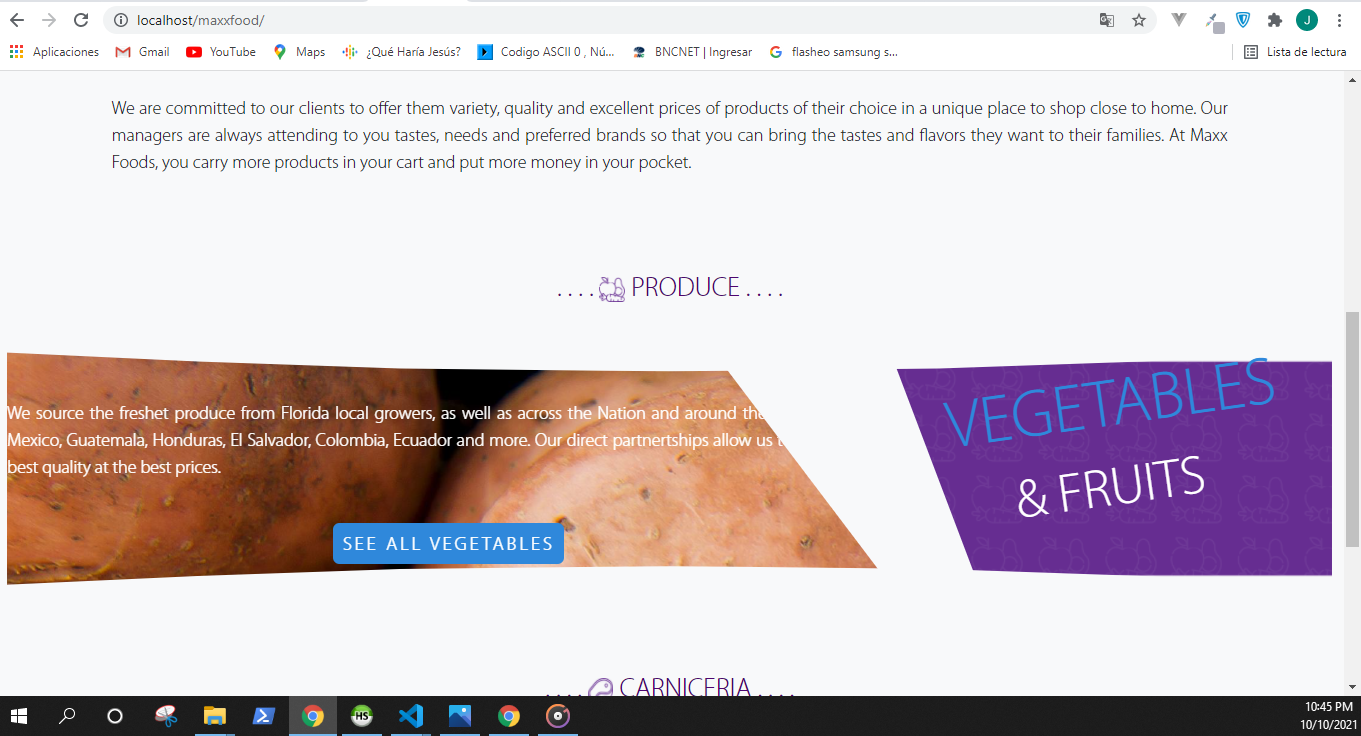 localhost/maxxfood/
J
Aplicaciones
Gmail
YouTube
Maps
¿Qué Haría Jesús?
Codigo ASCII 0 , Nú...
BNCNET | Ingresar
flasheo samsung s...
Lista de lectura
We are committed to our clients to offer them variety, quality and excellent prices of products of their choice in a unique place to shop close to home. Our
managers are always attending to you tastes, needs and preferred brands so that you can bring the tastes and flavors they want to their families. At Maxx
Foods, you carry more products in your cart and put more money in your pocket.
. . . . PRODUCE . . . .
We source the freshet produce from Florida local growers, as well as across the Nation and around the
Mexico, Guatemala, Honduras, El Salvador, Colombia, Ecuador and more. Our direct partnertships allow us
best quality at the best prices.
SEE ALL VEGETABLES
VEGETABLES
& FRUITS
. . . . CARNICERIA . . . .
HS
10:45 PM
10/10/2021